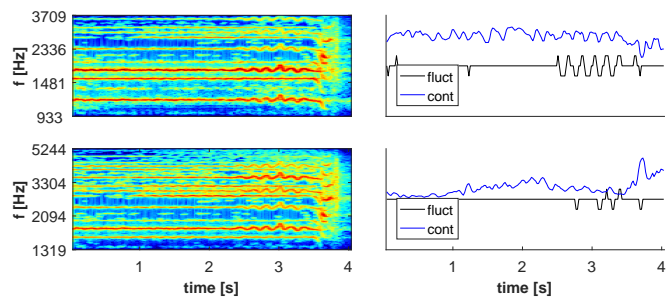 3709
2336
1481
933
f [Hz]
fluct
cont
5244
3304
2094
1319
f [Hz]
1 2 3 4
time [s]
fluct
cont
1 2 3 4
time [s]